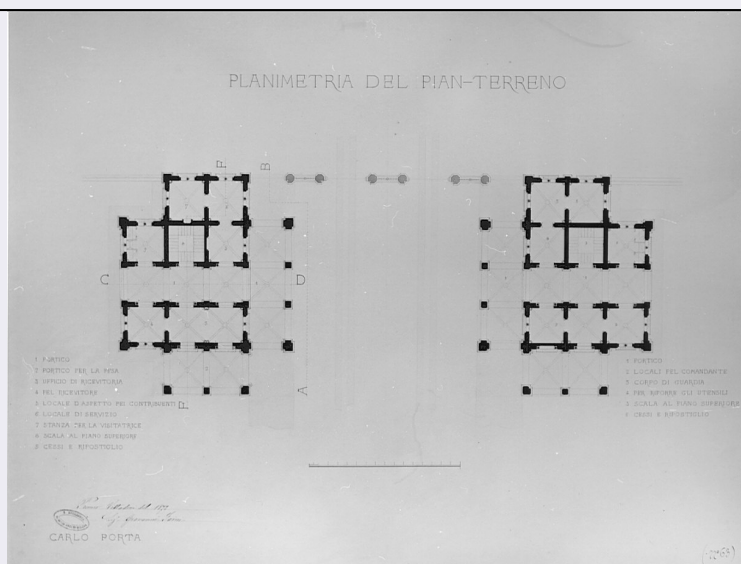 PLANIMETRIA DEL PIAN-TERRENO
F
B
C
D
A
F
1 PORTICO
2 PORTICO PER LA
3 UFFICIO DI RICEVITORIA
4 PEL RICEVITORE
5 LOCALE D'ASPETTO PEI CONTRIBUENTI
6 LOCALE DI SERVIZIO
7 STANZA PER LA VISITATRICE
8 SCALA AL PIANO SUPERIORE
9 CESSI E RIPOSTIGLIO
1 PORTICO
2 LOCALI PEL COMANDANTE
3 CORPO DI GUARDIA
4 PER RIPORRE GLI UTENSILI
5 SCALA AL PIANO SUPERIORE
6 CESSI E RIPOSTIGLIO
CARLO PORTA